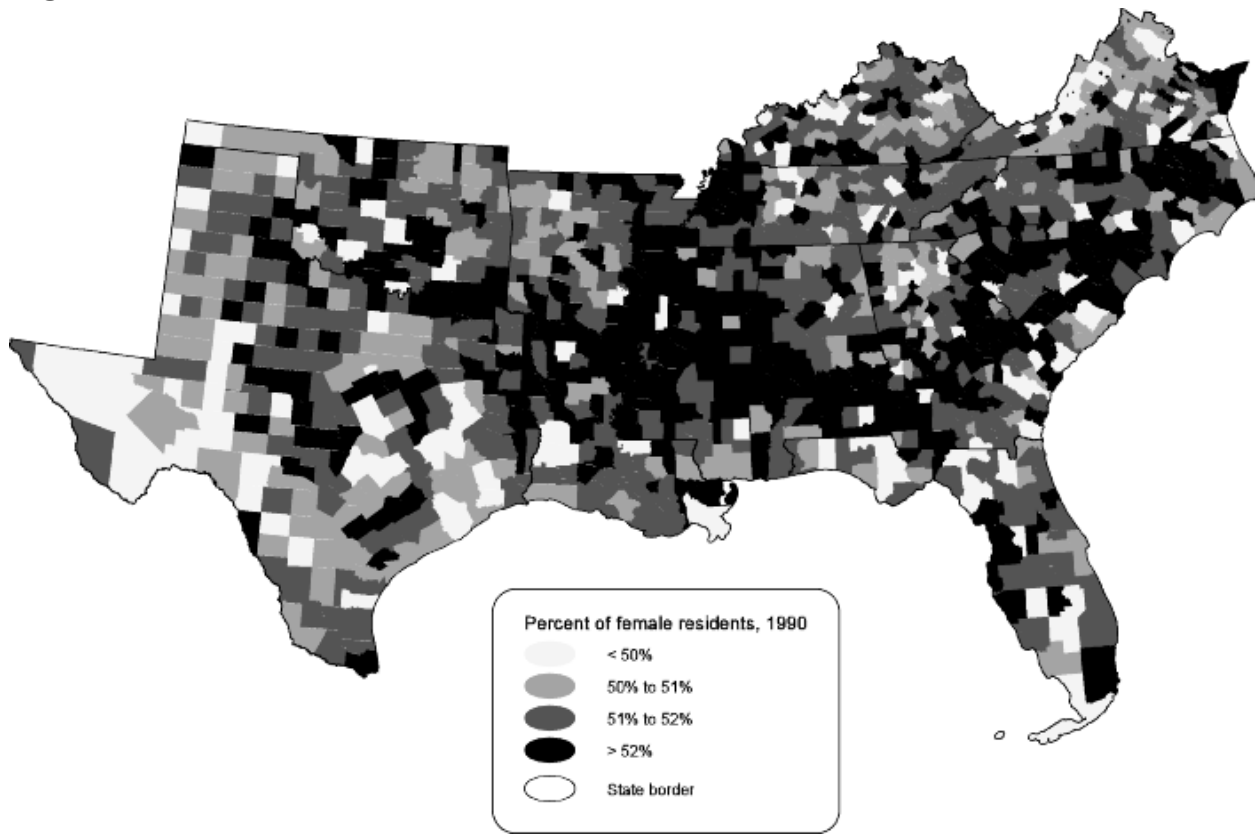 Percent of female residents, 1990
< 50%
50% to 51%
51% to 52%
> 52%
State border